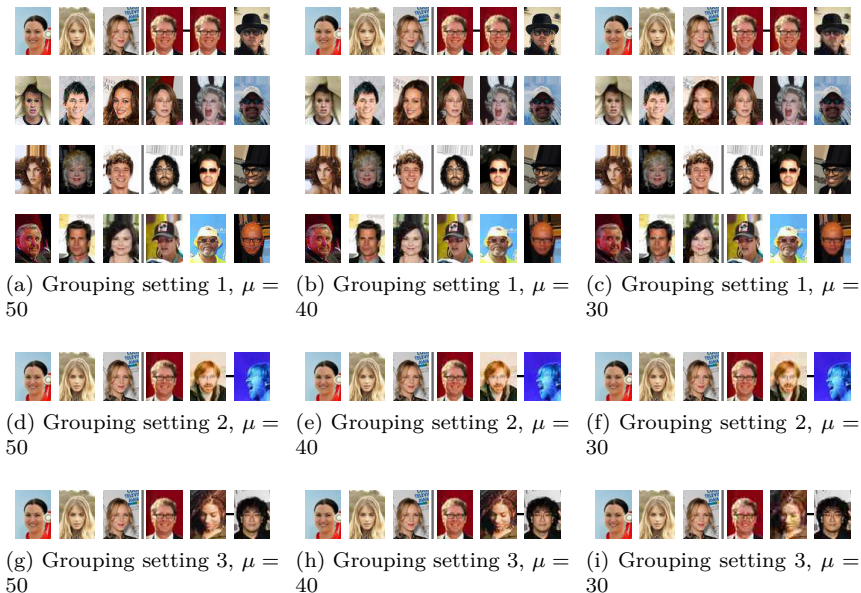 (a) Grouping setting 1, μ =
50
(b) Grouping setting 1, μ =
40
(c) Grouping setting 1, μ =
30
(d) Grouping setting 2, μ =
50
(e) Grouping setting 2, μ =
40
(f) Grouping setting 2, μ =
30
(g) Grouping setting 3, μ =
50
(h) Grouping setting 3, μ =
40
(i) Grouping setting 3, μ =
30